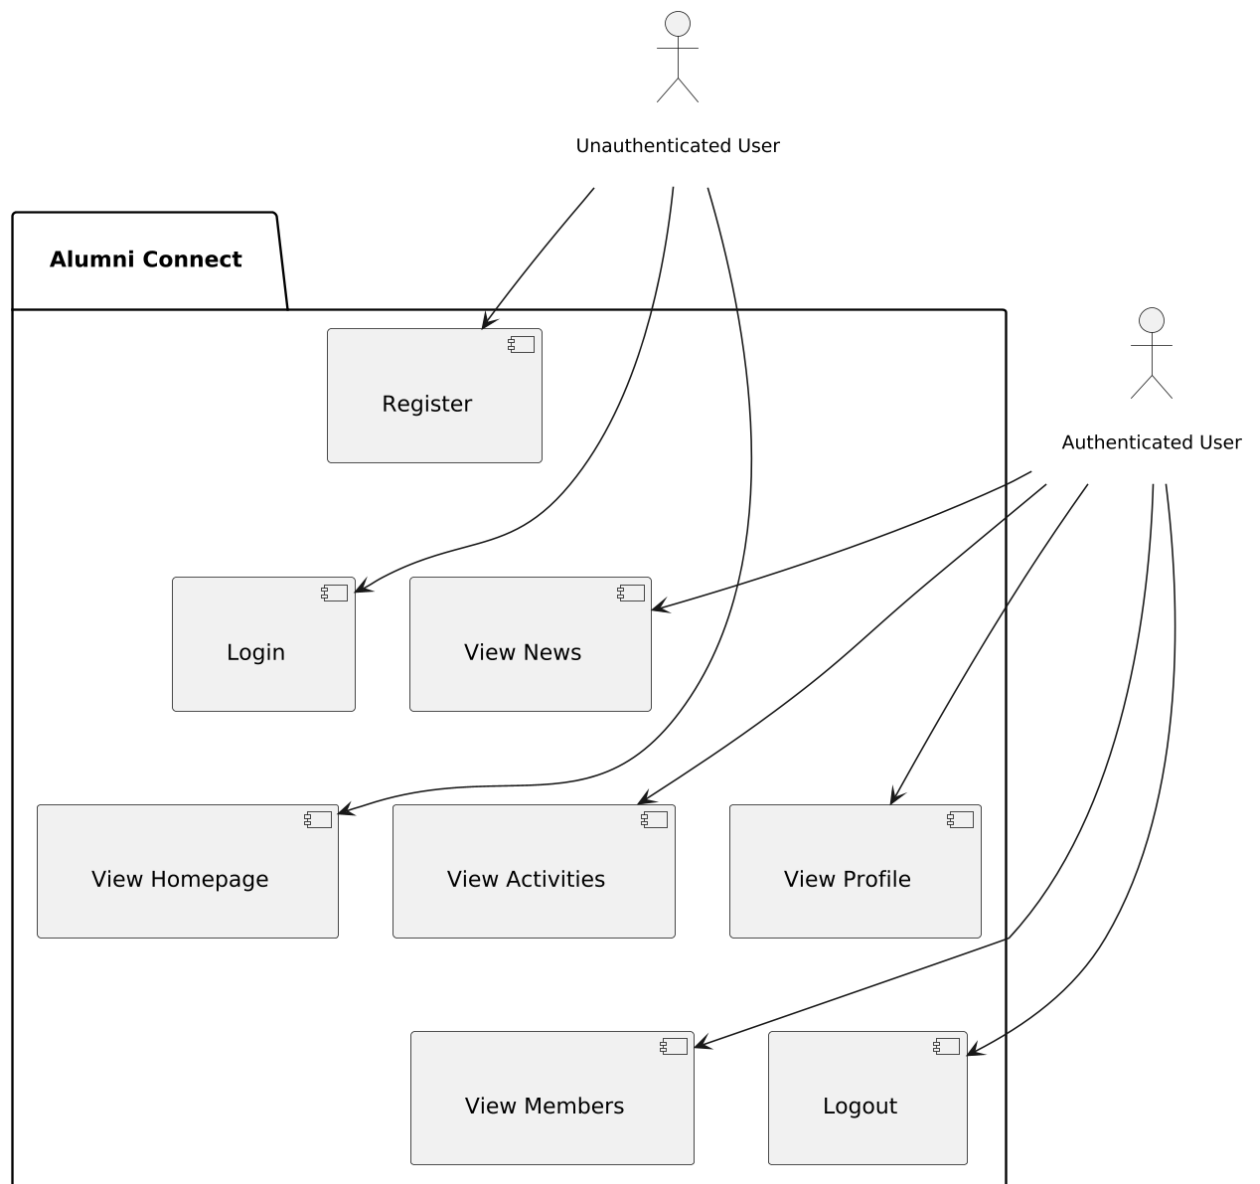 Unauthenticated User
Alumni Connect
Register
Authenticated User
Login
View News
View Homepage
View Activities
View Profile
View Members
Logout